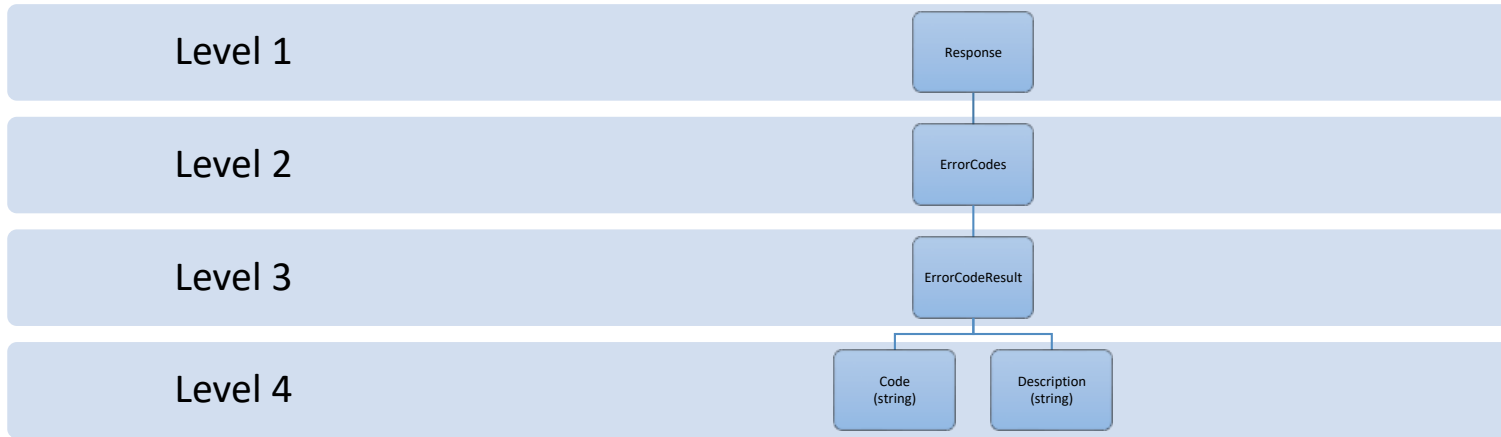 Level 1
Response
Level 2
ErrorCodes
Level 3
ErrorCodeResult
Level 4
Code
(string)
Description
(string)